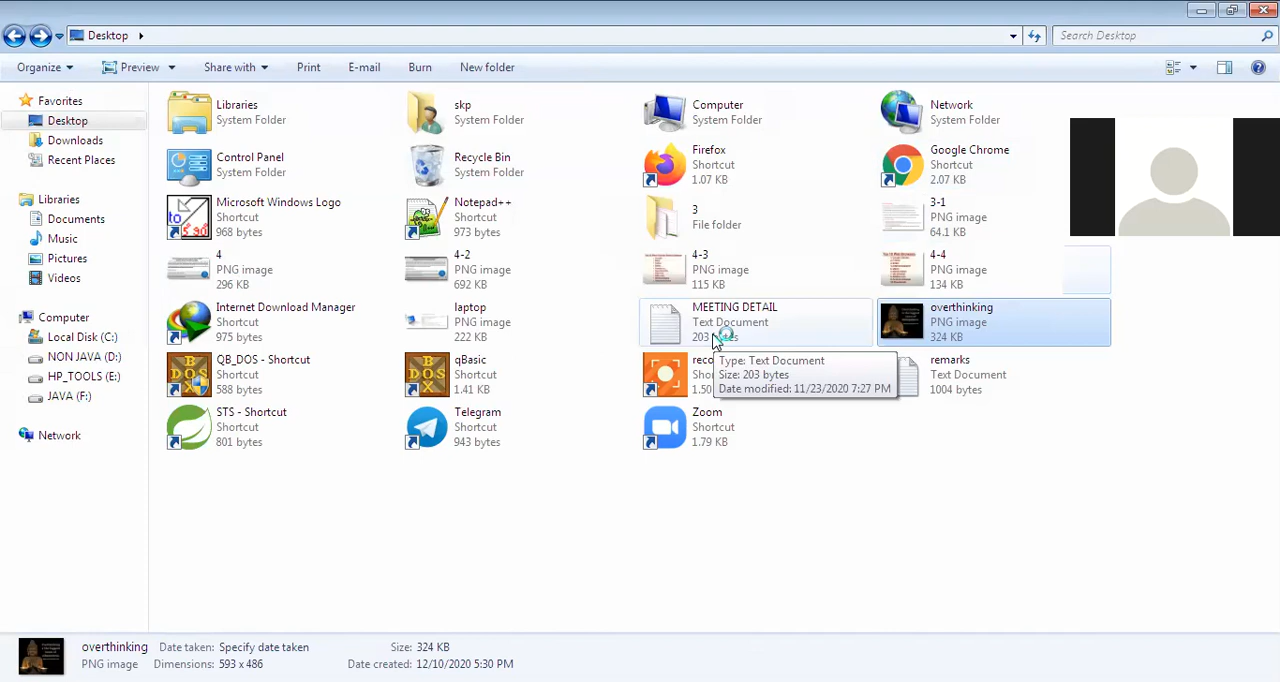 Desktop
Search Desktop
Organize Preview Share with Print E-mail Burn New folder
Favorites
Desktop
Downloads
Recent Places
Libraries
Documents
Music
Pictures
Videos
Computer
Local Disk (C:)
NON JAVA (D:)
HP_TOOLS (E:)
JAVA (F:)
Network
Libraries
System Folder
skp
System Folder
Computer
System Folder
Network
System Folder
Control Panel
System Folder
Recycle Bin
System Folder
Firefox
Shortcut
1.07 KB
Google Chrome
Shortcut
2.07 KB
Microsoft Windows Logo
Shortcut
968 bytes
Notepad++
Shortcut
973 bytes
3
File folder
3-1
PNG image
64.1 KB
4
PNG image
296 KB
4-2
PNG image
692 KB
4-3
PNG image
115 KB
4-4
PNG image
134 KB
Internet Download Manager
Shortcut
975 bytes
laptop
PNG image
222 KB
MEETING DETAIL
Text Document
203
overthinking
PNG image
324 KB
QB_DOS - Shortcut
Shortcut
588 bytes
qBasic
Shortcut
1.41 KB
Type: Text Document
Size: 203 bytes
Date modified: 11/23/2020 7:27 PM
remarks
Text Document
1004 bytes
STS - Shortcut
Shortcut
801 bytes
Telegram
Shortcut
943 bytes
Zoom
Shortcut
1.79 KB
overthinking Date taken: Specify date taken Size: 324 KB
PNG image Dimensions: 593 x 486 Date created: 12/10/2020 5:30 PM